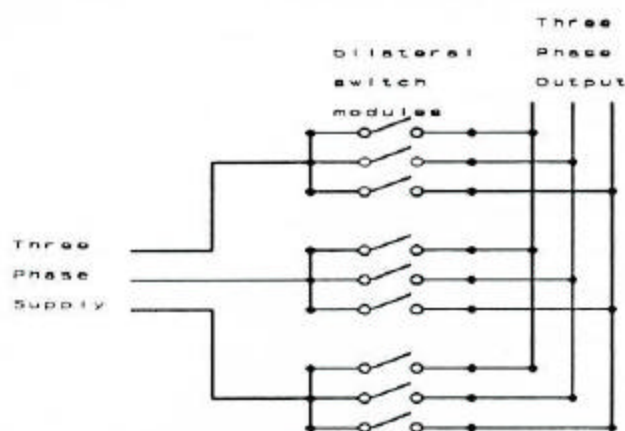 Three
Phase
Output
bilateral
switch
modules
Three
Phase
Supply